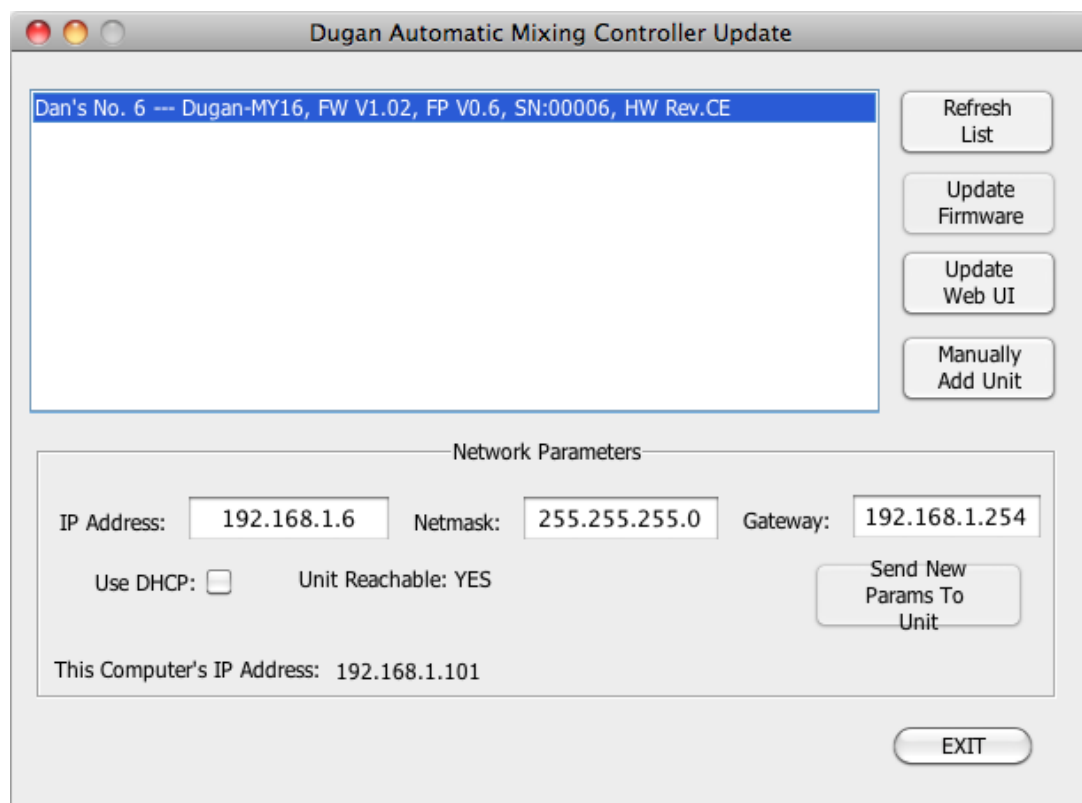 Dugan Automatic Mixing Controller Update
Dan's No. 6 --- Dugan-MY16, FW V1.02, FP V0.6, SN:00006, HW Rev.CE
Refresh
List
Update
Firmware
Update
Web UI
Manually
Add Unit
Network Parameters
IP Address: 192.168.1.6 Netmask: 255.255.255.0 Gateway: 192.168.1.254
Use DHCP: Unit Reachable: YES
Send New
Params To
Unit
This Computer's IP Address: 192.168.1.101
EXIT